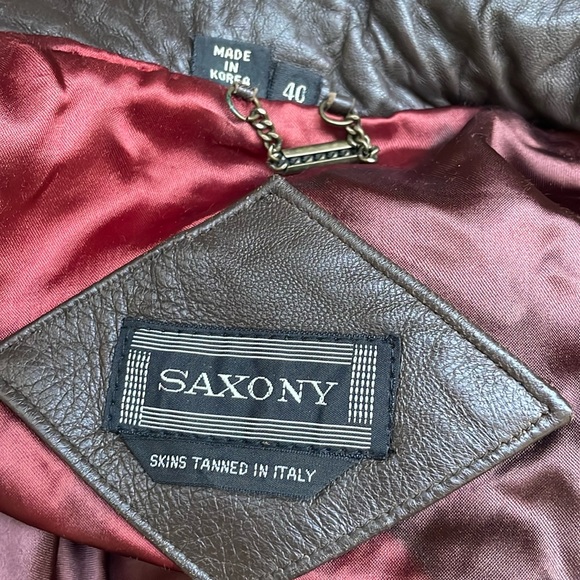 MADE
IN
KOREA
40
SAXONY
SKINS TANNED IN ITALY